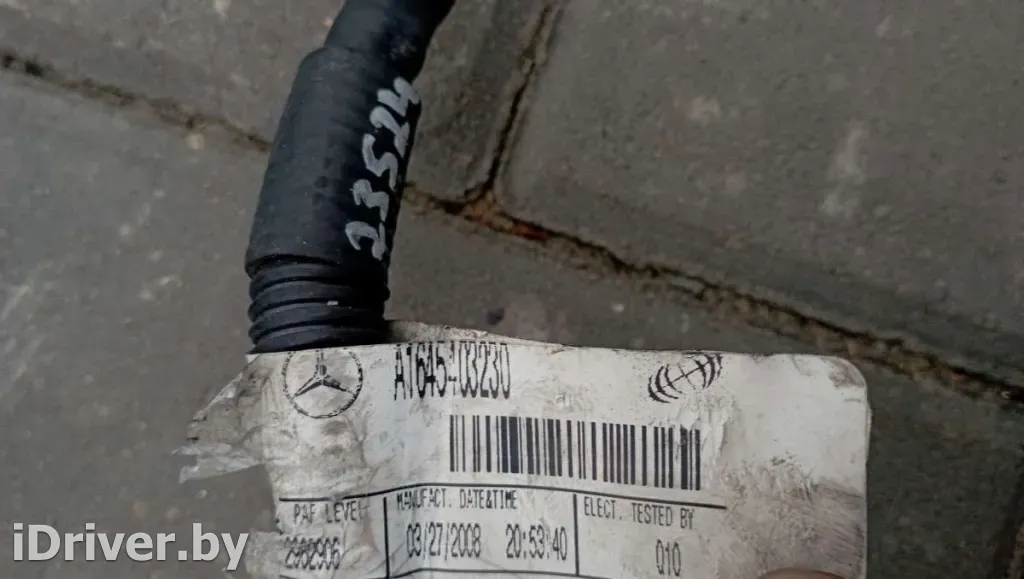 23524
A1645403230
PAF LEVEL
MANUFACT. DATE&TIME
ELECT. TESTED BY
2982906
03/27/2008 20:53:40
010
iDriver.by